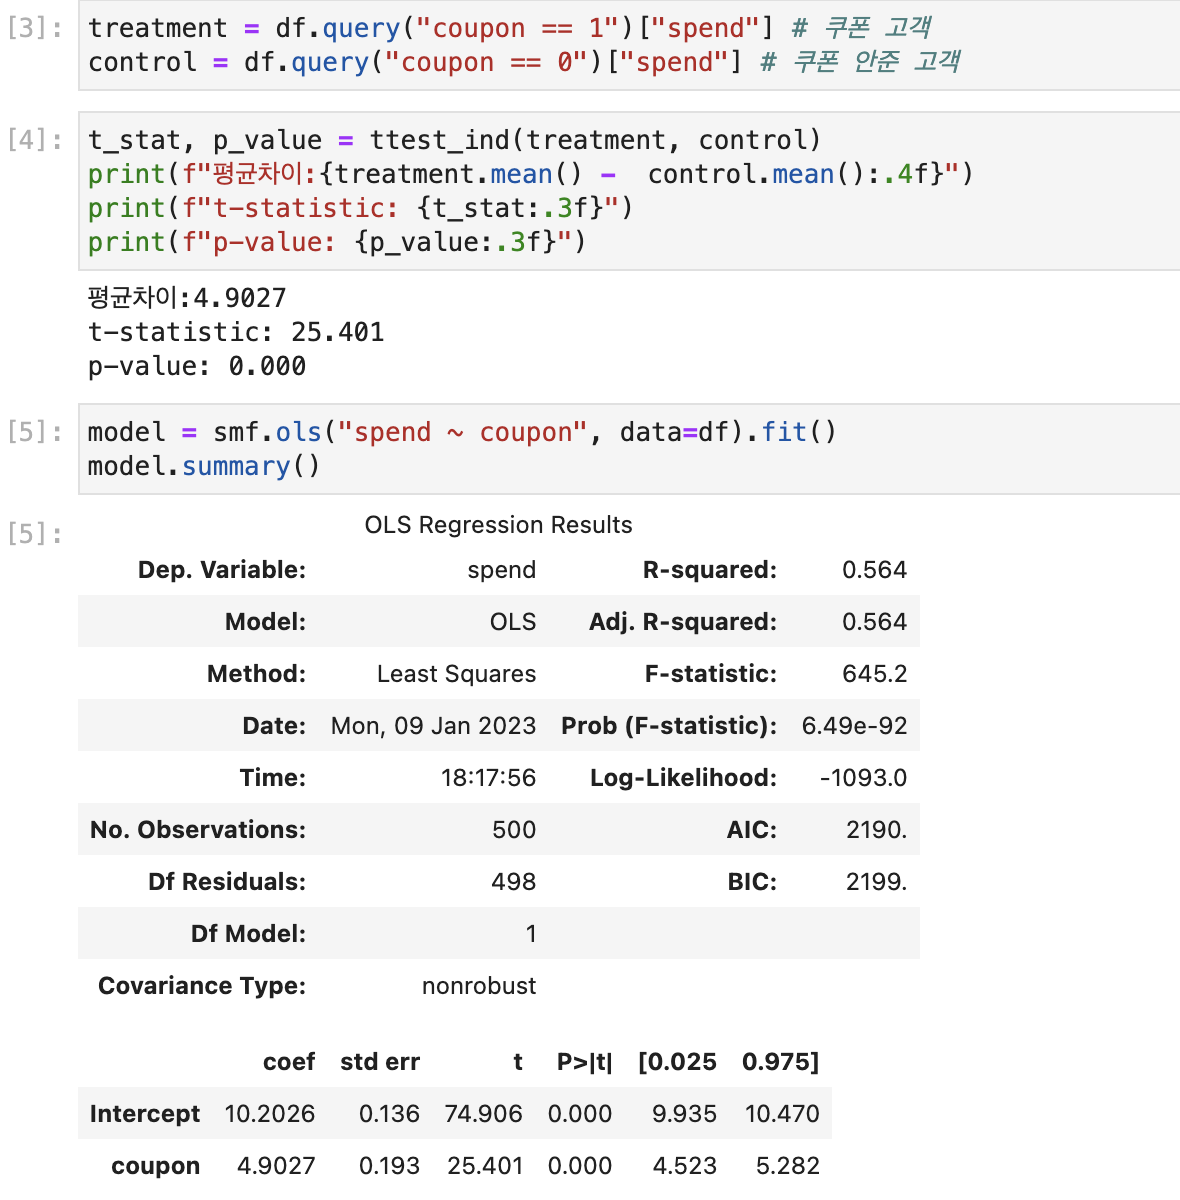 [3]: treatment = df.query("coupon == 1")["spend"] # 쿠폰 고객
control = df.query("coupon == 0")["spend"] # 쿠폰 안준 고객
[4]: t_stat, p_value = ttest_ind(treatment, control)
print(f"평균차이:{treatment.mean() -  control.mean():.4f}")
print(f"t-statistic: {t_stat:.3f}")
print(f"p-value: {p_value:.3f}")
평균차이:4.9027
t-statistic: 25.401
p-value: 0.000
[5]: model = smf.ols("spend ~ coupon", data=df).fit()
model.summary()
[5]: OLS Regression Results
Dep. Variable: spend R-squared: 0.564
Model: OLS Adj. R-squared: 0.564
Method: Least Squares F-statistic: 645.2
Date: Mon, 09 Jan 2023 Prob (F-statistic): 6.49e-92
Time: 18:17:56 Log-Likelihood: -1093.0
No. Observations: 500 AIC: 2190.
Df Residuals: 498 BIC: 2199.
Df Model: 1
Covariance Type: nonrobust
coef std err t P>|t| [0.025 0.975]
Intercept 10.2026 0.136 74.906 0.000 9.935 10.470
coupon 4.9027 0.193 25.401 0.000 4.523 5.282